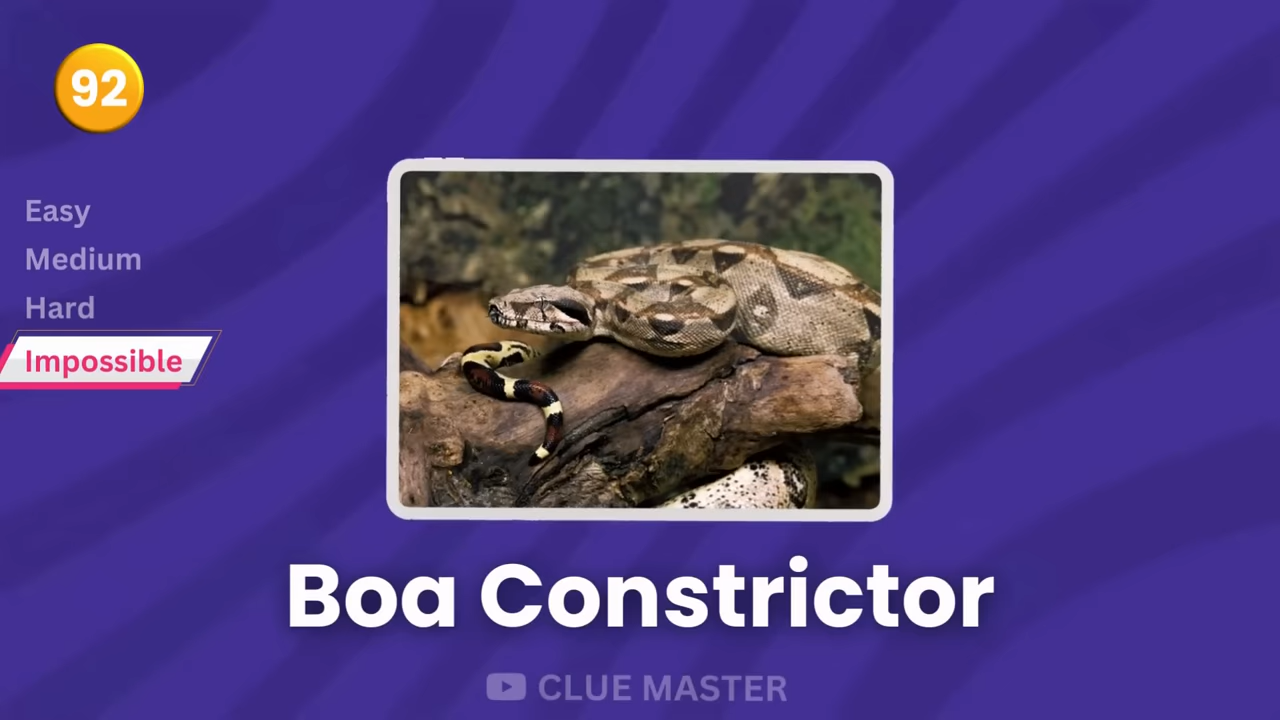 92
Easy
Medium
Hard
Impossible
Boa Constrictor
CLUE MASTER